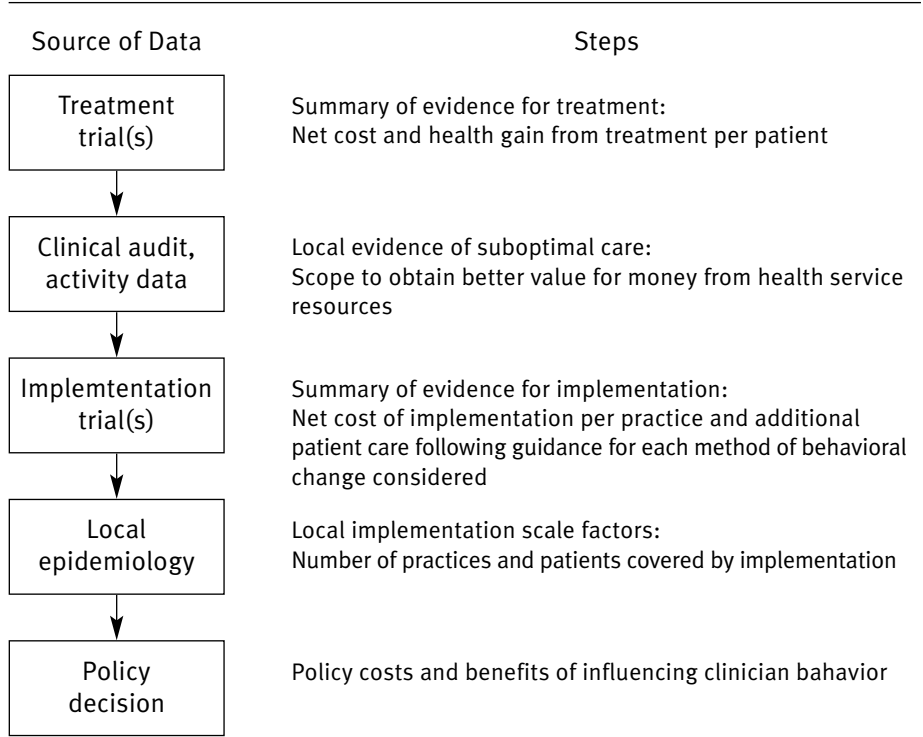 Source of Data
Steps
Treatment
trial(s)
Summary of evidence for treatment:
Net cost and health gain from treatment per patient
Clinical audit,
activity data
Local evidence of suboptimal care:
Scope to obtain better value for money from health service
resources
Implemtentation
trial(s)
Summary of evidence for implementation:
Net cost of implementation per practice and additional
patient care following guidance for each method of behavioral
change considered
Local
epidemiology
Local implementation scale factors:
Number of practices and patients covered by implementation
Policy
decision
Policy costs and benefits of influencing clinician bahavior